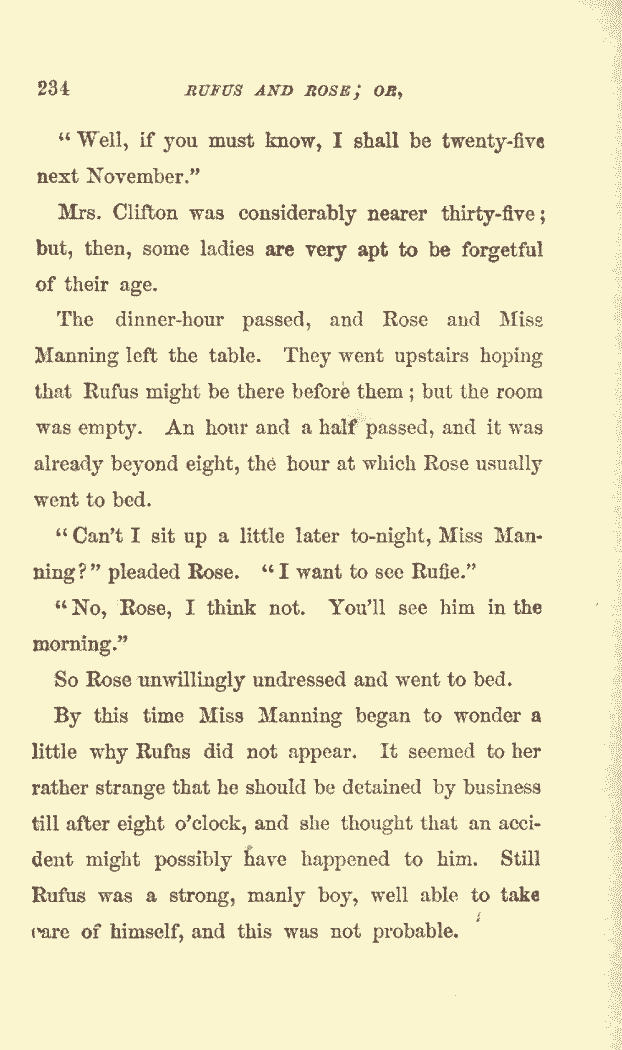 234 RUFUS AND ROSE; OR,
“Well, if you must know, I shall be twenty-five
next November.”
Mrs. Clifton was considerably nearer thirty-five;
but, then, some ladies are very apt to be forgetful
of their age.
The dinner-hour passed, and Rose and Miss
Manning left the table. They went upstairs hoping
that Rufus might be there before them; but the room
was empty. An hour and a half passed, and it was
already beyond eight, the hour at which Rose usually
went to bed.
“Can’t I sit up a little later to-night, Miss Man-
ning?” pleaded Rose. “I want to see Rufie.”
“No, Rose, I think not. You’ll see him in the
morning.”
So Rose unwillingly undressed and went to bed.
By this time Miss Manning began to wonder a
little why Rufus did not appear. It seemed to her
rather strange that he should be detained by business
till after eight o’clock, and she thought that an acci-
dent might possibly have happened to him. Still
Rufus was a strong, manly boy, well able to take
care of himself, and this was not probable.